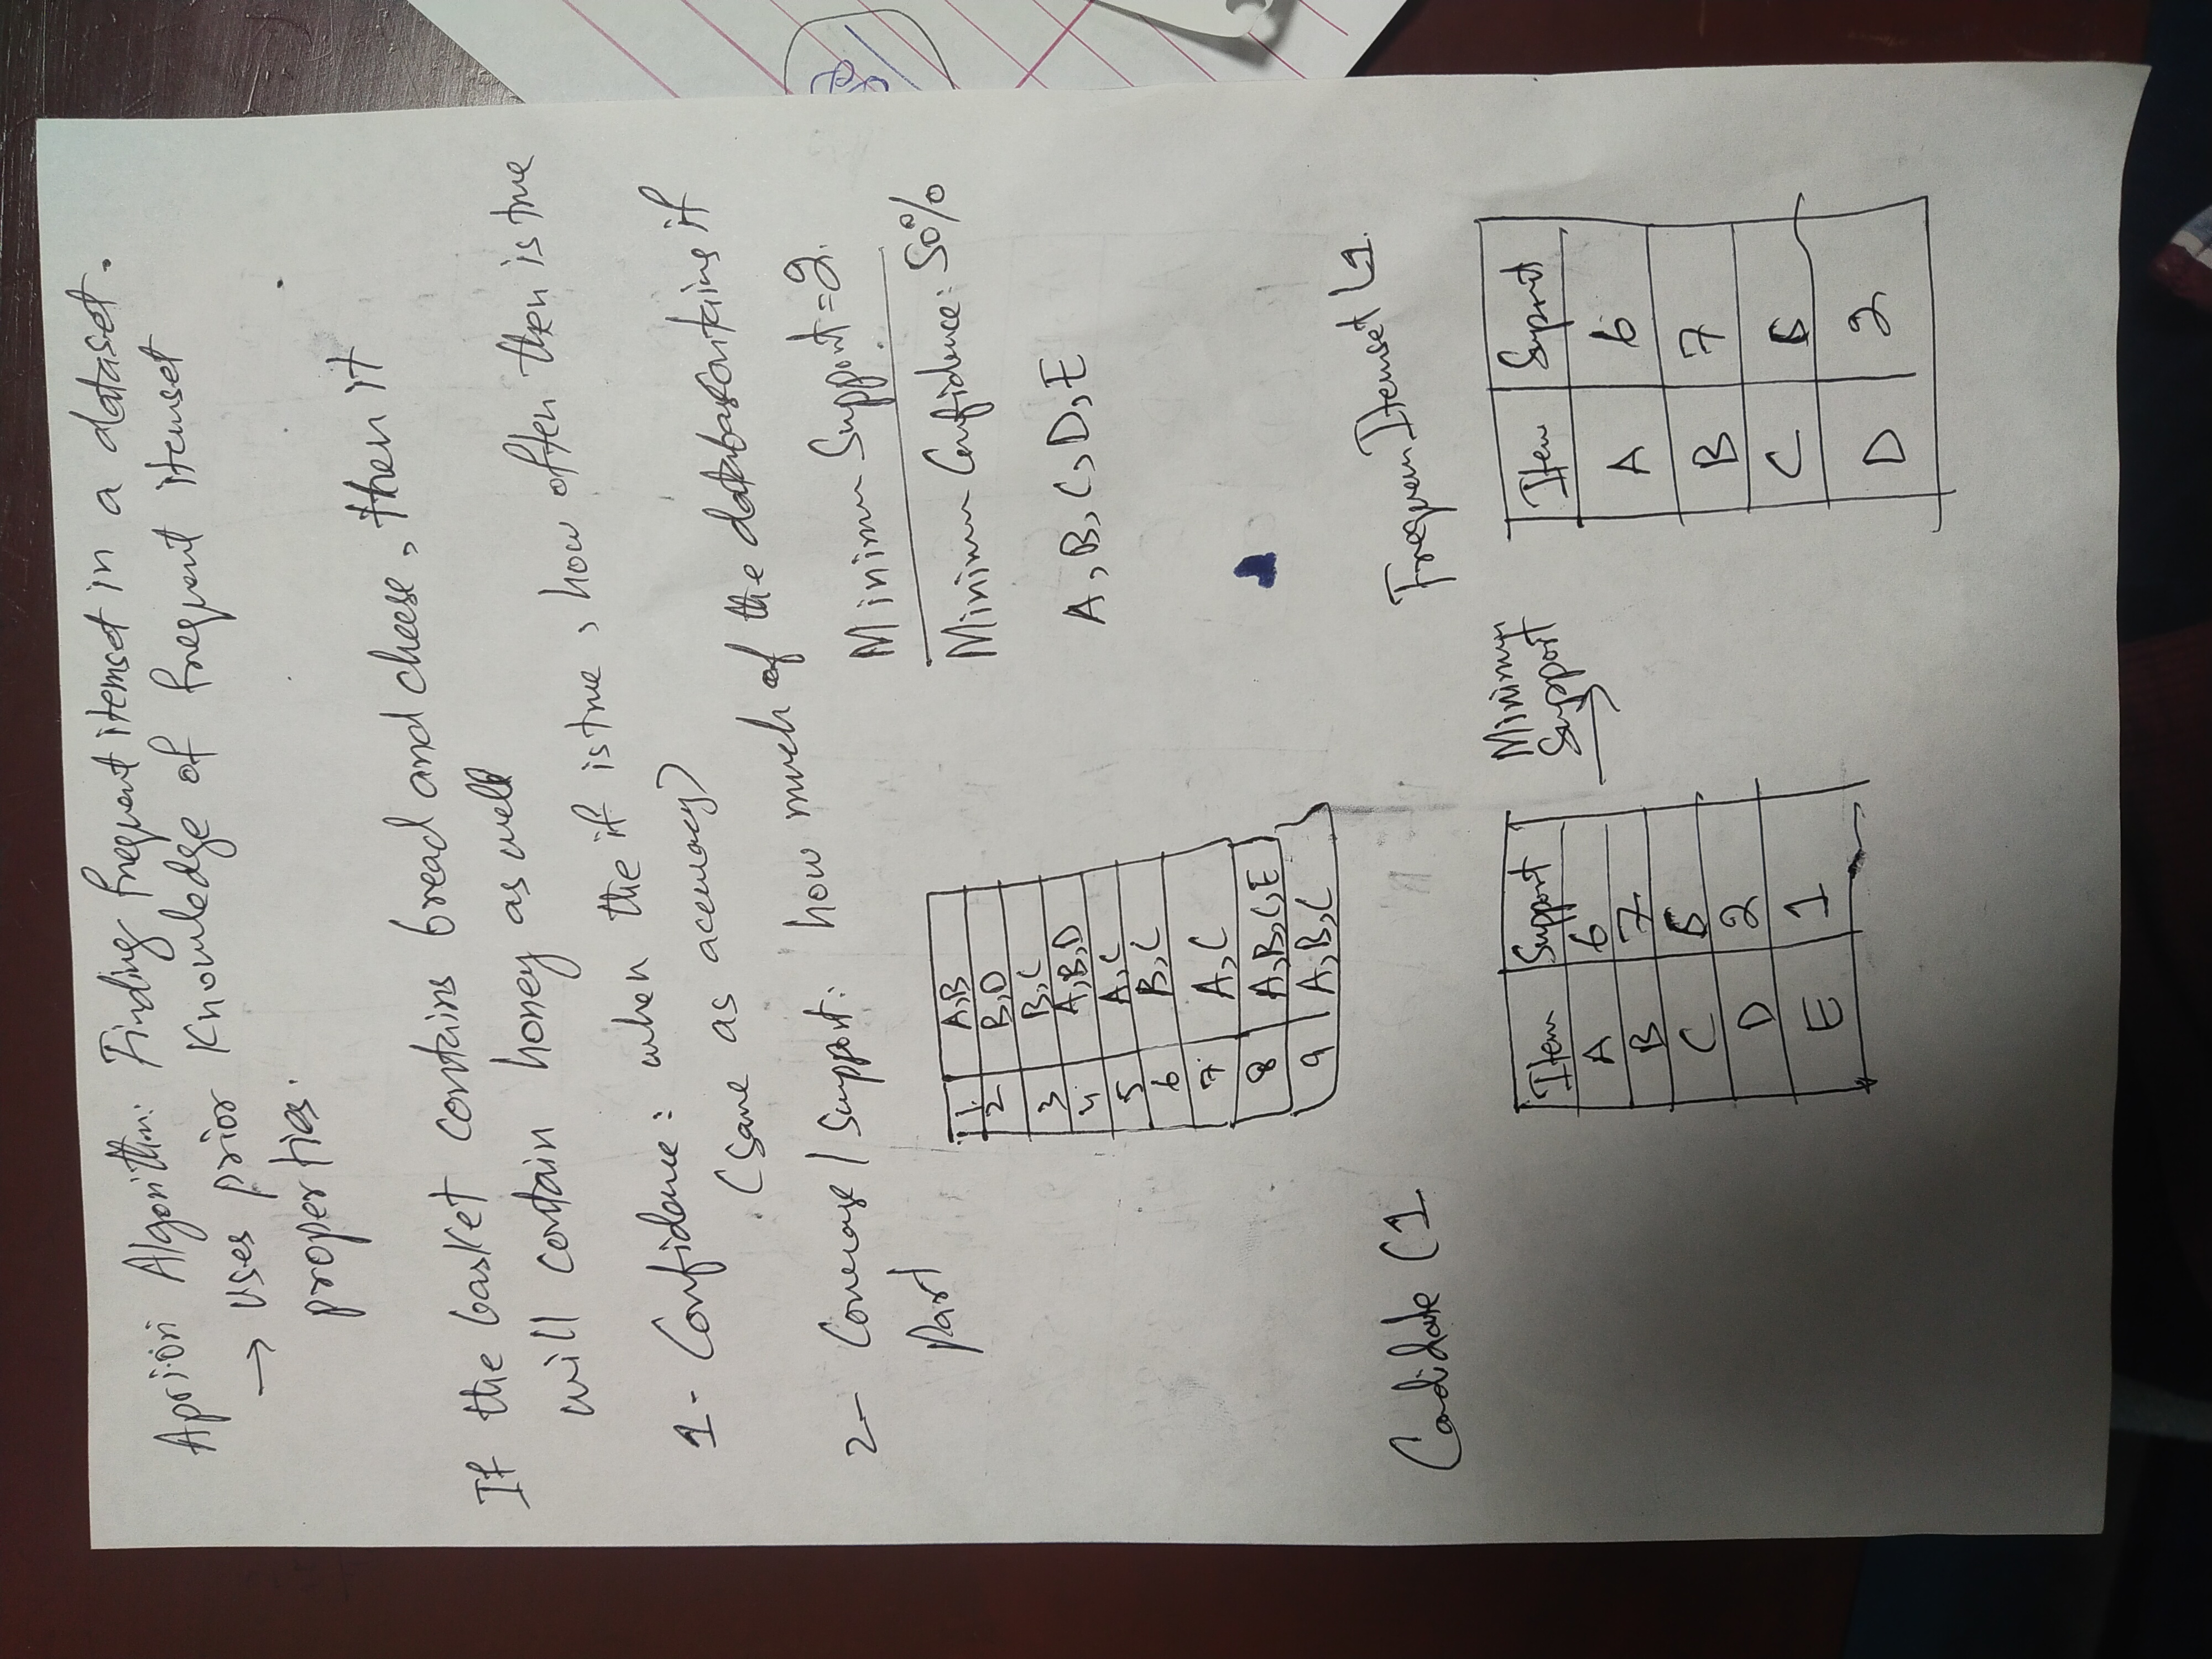 Apriori Algorithm: Finding frequent itemset in a dataset.
→ Uses prior Knowledge of frequent itemset
properties.
If the basket contains bread and cheese, then it
will contain honey as well
1- Confidence: when the if is true, how often then is true
(same as accuracy)
2- Coverage / Support: how much of the database contains if
part
Minimum Support = 2.
Minimum Confidence: 50%
1 A,B
2 B,D
3 B,C
4 A,B,D
5 A,C
6 B,C
7 A,C
8 A,B,C,E
9 A,B,C
A, B, C, D, E
Candidate C1
Frequen Itemset L1.
Item Support
A 6
B 7
C 6
D 2
E 1
Minimum
Support
→
Item Suprort
A 6
B 7
C 6
D 2